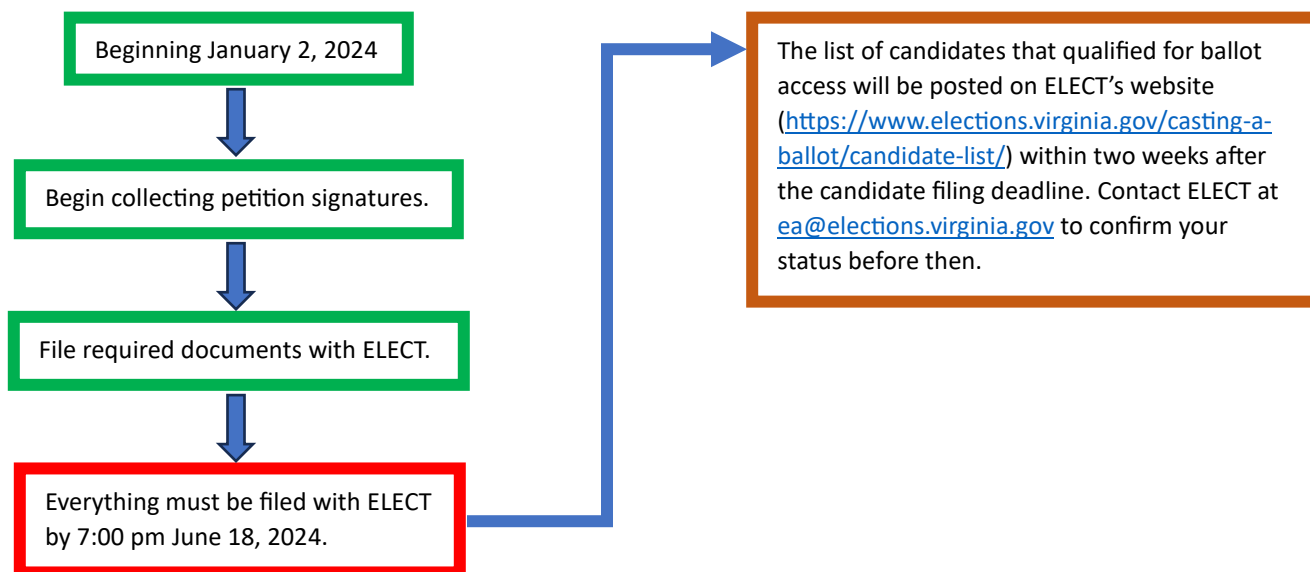 Beginning January 2, 2024
Begin collecting petition signatures.
File required documents with ELECT.
Everything must be filed with ELECT
by 7:00 pm June 18, 2024.
The list of candidates that qualified for ballot
access will be posted on ELECT’s website
(https://www.elections.virginia.gov/casting-a-
ballot/candidate-list/) within two weeks after
the candidate filing deadline. Contact ELECT at
ea@elections.virginia.gov to confirm your
status before then.